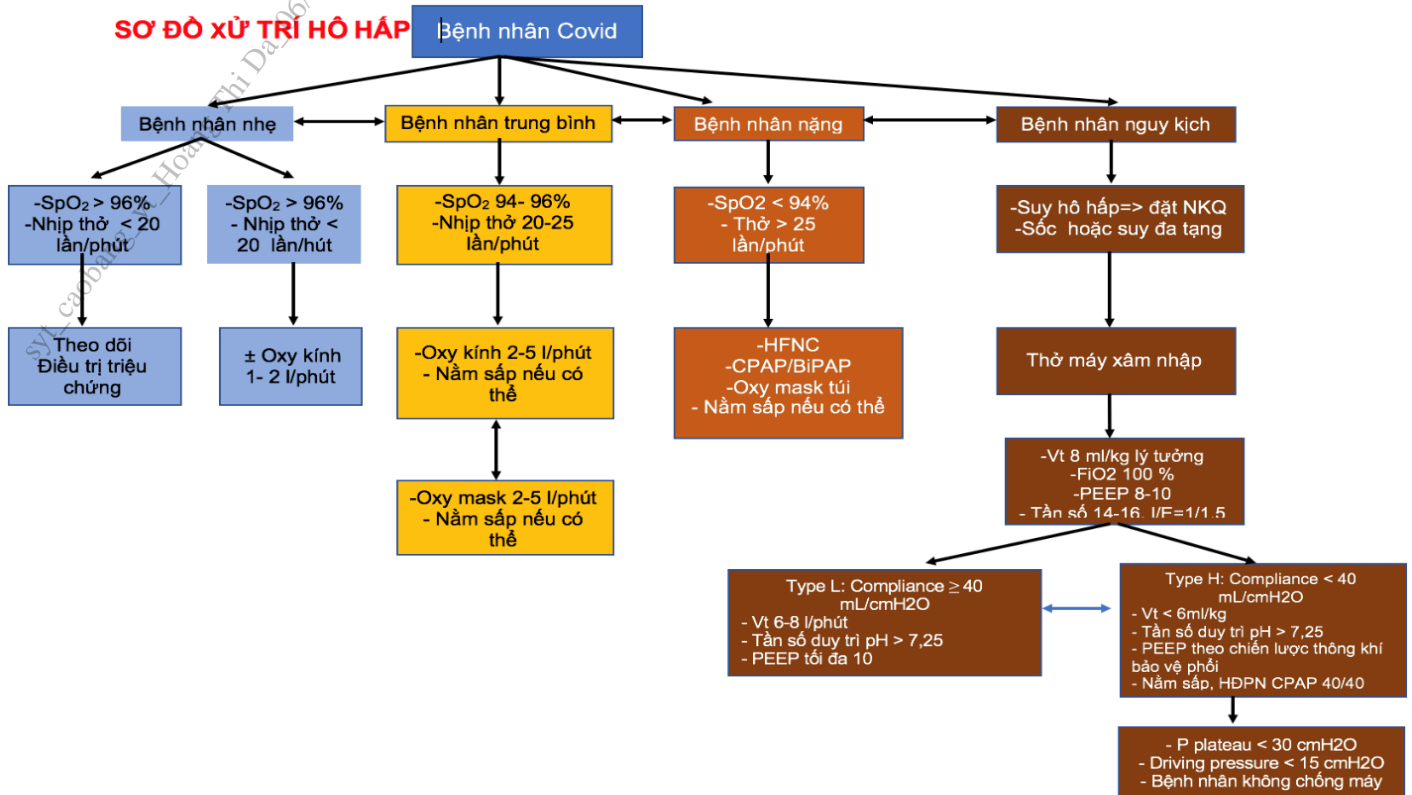 SƠ ĐỒ XỬ TRÍ HÔ HẤP
Bệnh nhân Covid
Bệnh nhân nhẹ
Bệnh nhân trung bình
Bệnh nhân nặng
Bệnh nhân nguy kịch
-SpO₂ > 96%
-Nhịp thở < 20
lần/phút
-SpO₂ > 96%
- Nhịp thở <
20 lần/hút
-SpO₂ 94- 96%
-Nhịp thở 20-25
lần/phút
-SpO2 < 94%
- Thở > 25
lần/phút
-Suy hô hấp=> đặt NKQ
-Sốc hoặc suy đa tạng
Theo dõi
Điều trị triệu
chứng
± Oxy kính
1- 2 l/phút
-Oxy kính 2-5 l/phút
- Nằm sấp nếu có
thể
-HFNC
-CPAP/BiPAP
-Oxy mask túi
- Nằm sấp nếu có thể
Thở máy xâm nhập
-Oxy mask 2-5 l/phút
- Nằm sấp nếu có
thể
-Vt 8 ml/kg lý tưởng
-FiO2 100 %
-PEEP 8-10
- Tần số 14-16, I/E=1/1.5
Type L: Compliance ≥ 40
mL/cmH2O
- Vt 6-8 l/phút
- Tần số duy trì pH > 7,25
- PEEP tối đa 10
Type H: Compliance < 40
mL/cmH2O
- Vt < 6ml/kg
- Tần số duy trì pH > 7,25
- PEEP theo chiến lược thông khí
bảo vệ phổi
- Nằm sấp, HĐPN CPAP 40/40
- P plateau < 30 cmH2O
- Driving pressure < 15 cmH2O
- Bệnh nhân không chống máy
syt_caobang_vt_Hoang Thi Da_06/